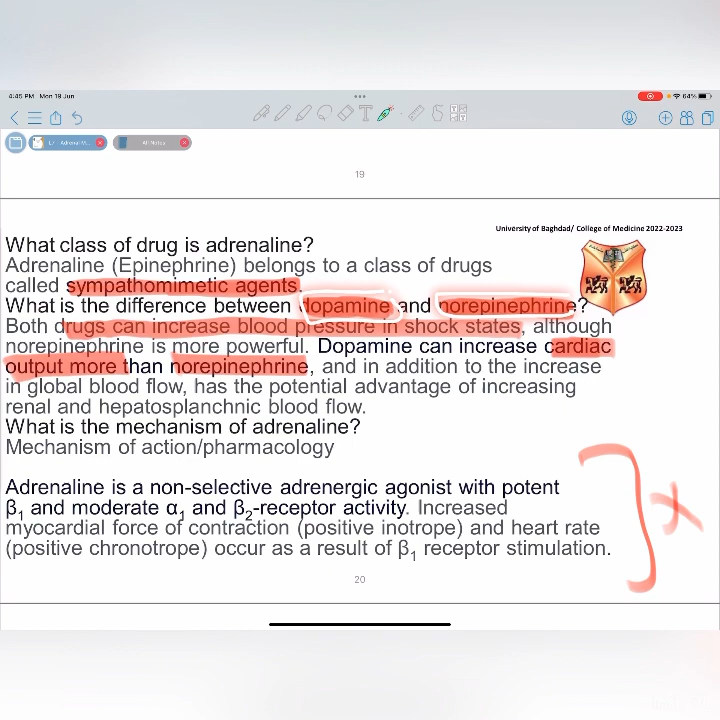 4:45 PM Mon 19 Jun
64%
AP Notes
19
University of Baghdad/ College of Medicine 2022-2023
What class of drug is adrenaline?
Adrenaline (Epinephrine) belongs to a class of drugs
called sympathomimetic agents.
What is the difference between dopamine and norepinephrine?
Both drugs can increase blood pressure in shock states, although
norepinephrine is more powerful. Dopamine can increase cardiac
output more than norepinephrine, and in addition to the increase
in global blood flow, has the potential advantage of increasing
renal and hepatosplanchnic blood flow.
What is the mechanism of adrenaline?
Mechanism of action/pharmacology
Adrenaline is a non-selective adrenergic agonist with potent
β₁ and moderate α₁ and β₂-receptor activity. Increased
myocardial force of contraction (positive inotrope) and heart rate
(positive chronotrope) occur as a result of β₁ receptor stimulation.
20